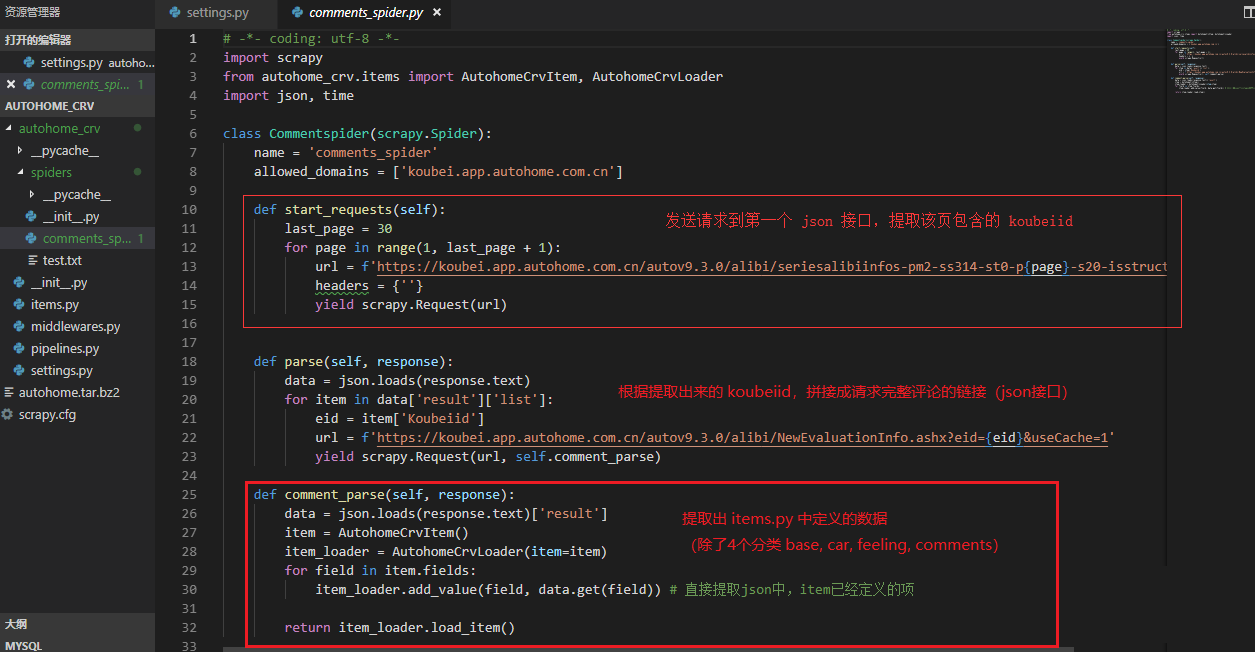 资源管理器
打开的编辑器
settings.py autoho...
comments_spi... 1
AUTOHOME_CRV
autohome_crv
__pycache__
spiders
__pycache__
__init__.py
comments_sp... 1
test.txt
__init__.py
items.py
middlewares.py
pipelines.py
settings.py
autohome.tar.bz2
scrapy.cfg
大纲
MYSQL
settings.py
comments_spider.py
1 # -*- coding: utf-8 -*-
2 import scrapy
3 from autohome_crv.items import AutohomeCrvItem, AutohomeCrvLoader
4 import json, time
5
6 class Commentspider(scrapy.Spider):
7 name = 'comments_spider'
8 allowed_domains = ['koubei.app.autohome.com.cn']
9
10 def start_requests(self):
发送请求到第一个 json 接口，提取该页包含的 koubeiid
11 last_page = 30
12 for page in range(1, last_page + 1):
13 url = f'https://koubei.app.autohome.com.cn/autov9.3.0/alibi/seriesalibiinfos-pm2-ss314-st0-p{page}-s20-isstruct
14 headers = {''}
15 yield scrapy.Request(url)
16
17
18 def parse(self, response):
19 data = json.loads(response.text)
20 for item in data['result']['list']:
根据提取出来的 koubeiid，拼接成请求完整评论的链接（json接口）
21 eid = item['Koubeiid']
22 url = f'https://koubei.app.autohome.com.cn/autov9.3.0/alibi/NewEvaluationInfo.ashx?eid={eid}&useCache=1'
23 yield scrapy.Request(url, self.comment_parse)
24
25 def comment_parse(self, response):
26 data = json.loads(response.text)['result']
提取出 items.py 中定义的数据
27 item = AutohomeCrvItem()
28 item_loader = AutohomeCrvLoader(item=item)
（除了4个分类 base, car, feeling, comments）
29 for field in item.fields:
30 item_loader.add_value(field, data.get(field)) # 直接提取json中，item已经定义的项
31
32 return item_loader.load_item()
33